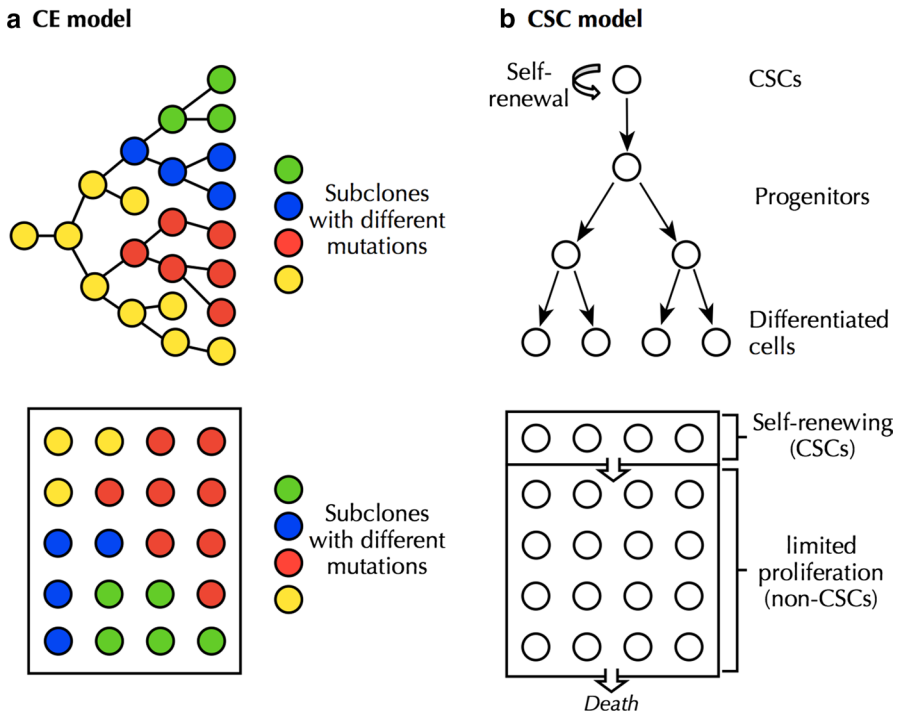 a CE model
Subclones
with different
mutations
Subclones
with different
mutations
b CSC model
Self-
renewal
CSCs
Progenitors
Differentiated
cells
Self-renewing
(CSCs)
limited
proliferation
(non-CSCs)
Death